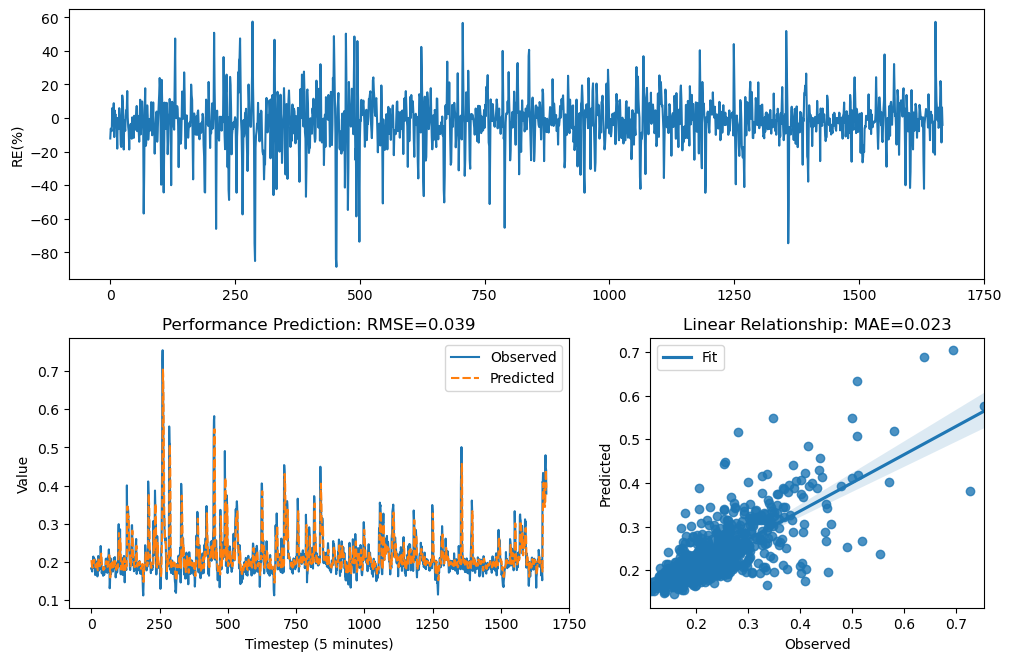 60
40
20
0
−20
−40
−60
−80
RE(%)
0 250 500 750 1000 1250 1500 1750
Performance Prediction: RMSE=0.039
Observed
Predicted
0.7
0.6
0.5
0.4
0.3
0.2
0.1
Value
0 250 500 750 1000 1250 1500 1750
Timestep (5 minutes)
Linear Relationship: MAE=0.023
Fit
0.7
0.6
0.5
0.4
0.3
0.2
Predicted
0.2 0.3 0.4 0.5 0.6 0.7
Observed